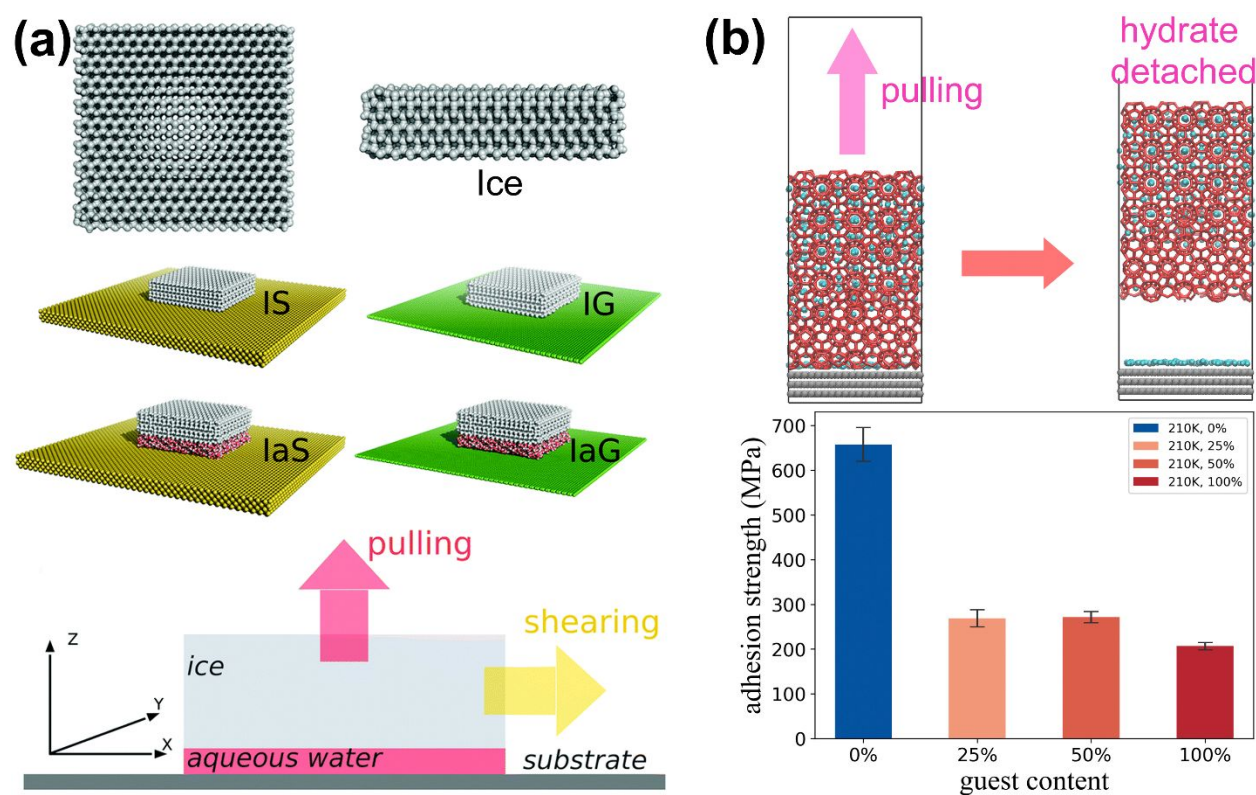 (a)
Ice
IS
IG
IaS
IaG
pulling
shearing
ice
aqueous water
substrate
Z
Y
X
(b)
pulling
hydrate
detached
adhesion strength (MPa)
700
600
500
400
300
200
100
0
210K, 0%
210K, 25%
210K, 50%
210K, 100%
0%
25%
50%
100%
guest content